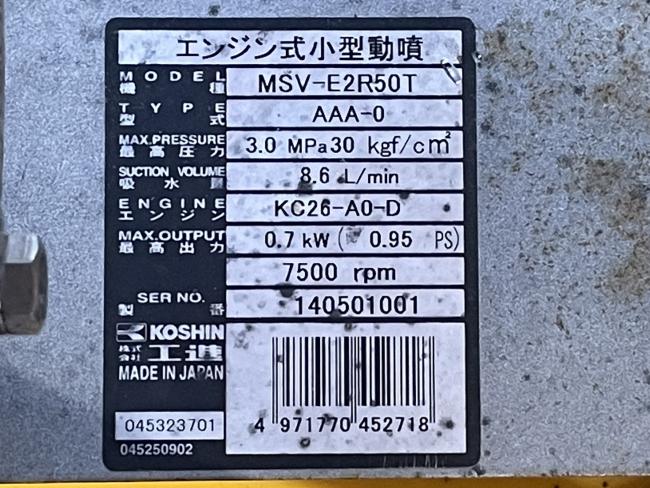 エンジン式小型動噴
MODEL 機種 MSV-E2R50T
TYPE 型式 AAA-0
MAX.PRESSURE 最高圧力 3.0 MPa 30 kgf/cm²
SUCTION VOLUME 吸水量 8.6 L/min
ENGINE エンジン KC26-A0-D
MAX.OUTPUT 最高出力 0.7 kW ( 0.95 PS)
7500 rpm
SER NO. 製番 140501001
KOSHIN
株式会社 工進
MADE IN JAPAN
045323701
4 971770 452718
045250902